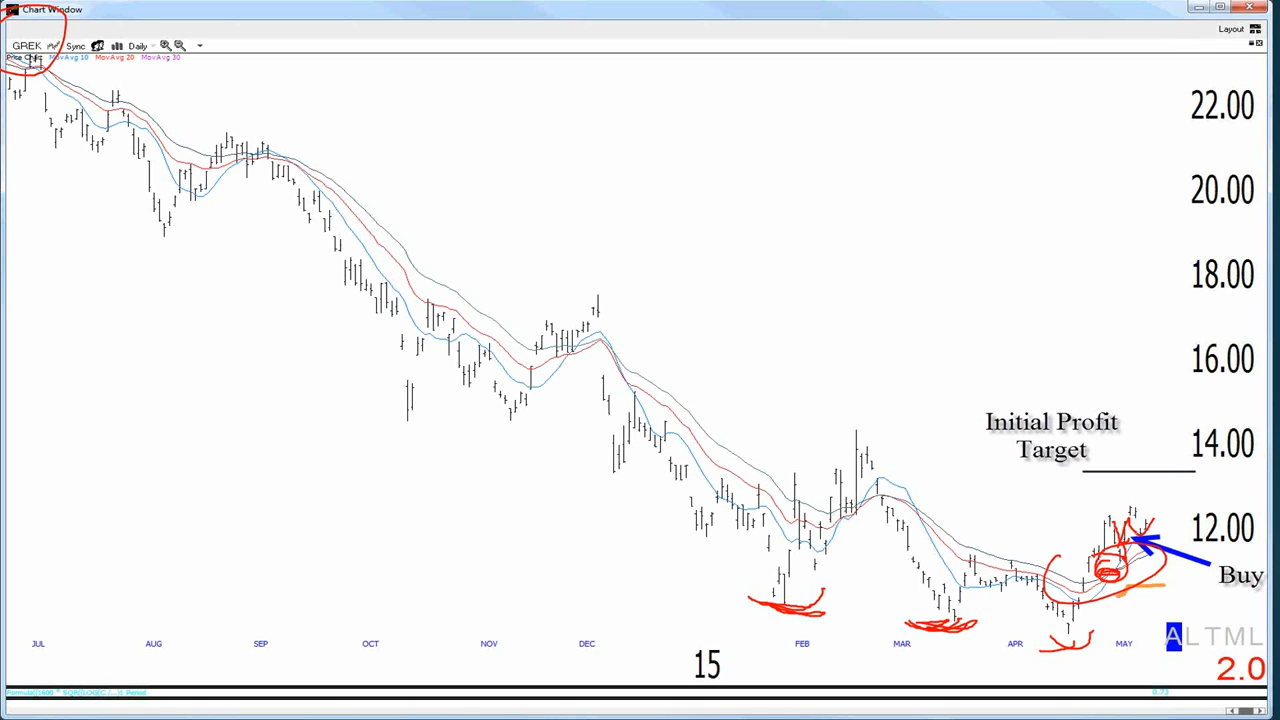 Chart Window
Layout
GREK Sync Daily
MovAvg 10 MovAvg 20 MovAvg 30
22.00
20.00
18.00
16.00
Initial Profit
Target
14.00
12.00
Buy
JUL AUG SEP OCT NOV DEC FEB MAR APR MAY
15
ALTML
2.0
0.73